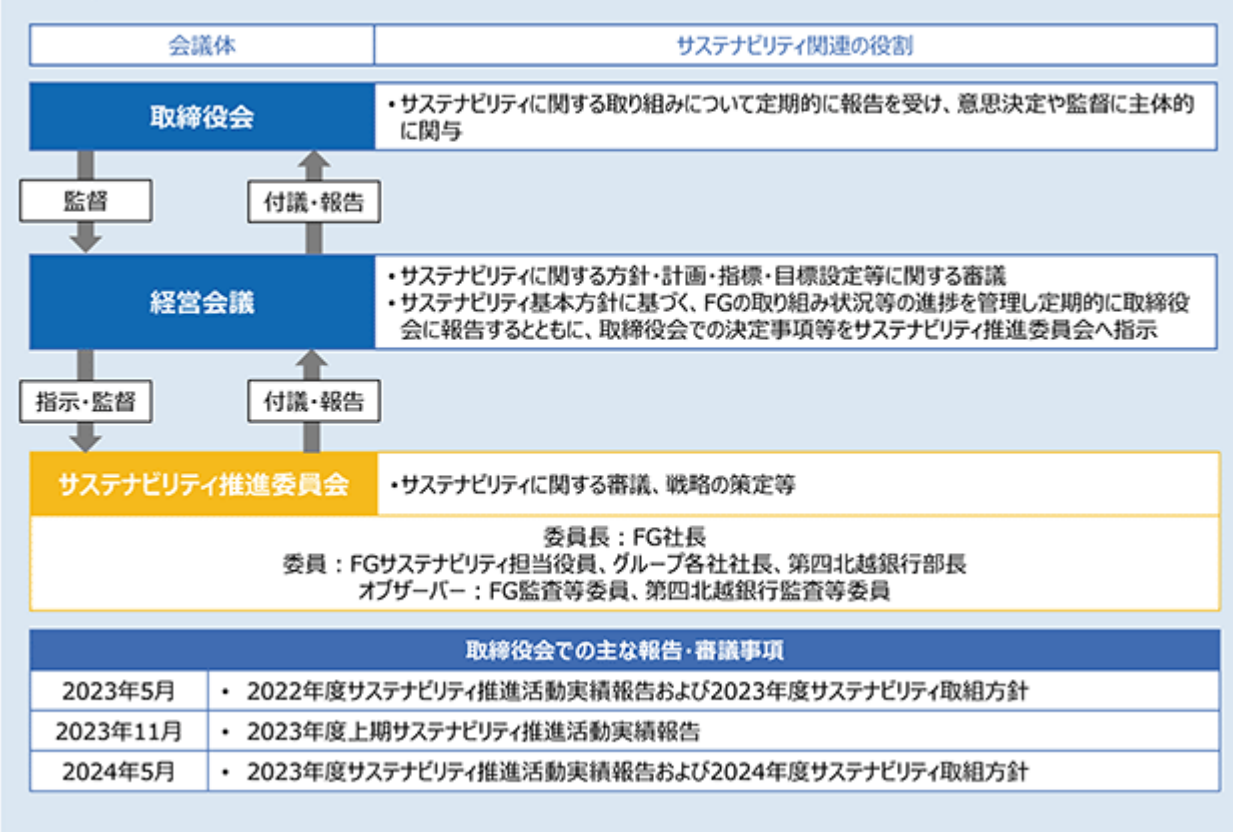 会議体
サステナビリティ関連の役割
取締役会
・サステナビリティに関する取り組みについて定期的に報告を受け、意思決定や監督に主体的
に関与
監督
付議・報告
経営会議
・サステナビリティに関する方針・計画・指標・目標設定等に関する審議
・サステナビリティ基本方針に基づく、FGの取り組み状況等の進捗を管理し定期的に取締役
会に報告するとともに、取締役会での決定事項等をサステナビリティ推進委員会へ指示
指示・監督
付議・報告
サステナビリティ推進委員会
・サステナビリティに関する審議、戦略の策定等
委員長：FG社長
委員：FGサステナビリティ担当役員、グループ各社社長、第四北越銀行部長
オブザーバー：FG監査等委員、第四北越銀行監査等委員
取締役会での主な報告・審議事項
2023年5月
・ 2022年度サステナビリティ推進活動実績報告および2023年度サステナビリティ取組方針
2023年11月
・ 2023年度上期サステナビリティ推進活動実績報告
2024年5月
・ 2023年度サステナビリティ推進活動実績報告および2024年度サステナビリティ取組方針